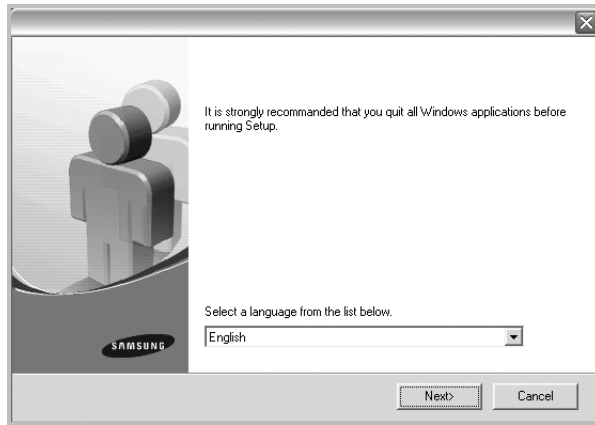 It is strongly recommanded that you quit all Windows applications before
running Setup.
Select a language from the list below.
English
SAMSUNG
Next>
Cancel